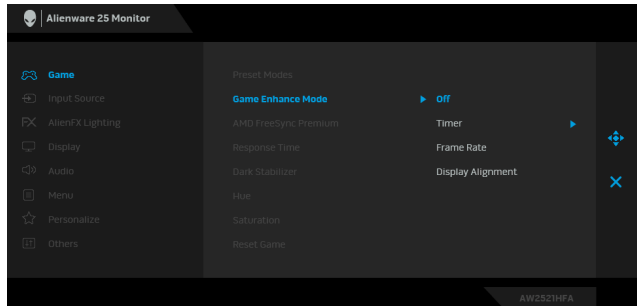 Alienware 25 Monitor
Game
Input Source
AlienFX Lighting
Display
Audio
Menu
Personalize
Others
Preset Modes
Game Enhance Mode
AMD FreeSync Premium
Response Time
Dark Stabilizer
Hue
Saturation
Reset Game
Off
Timer
Frame Rate
Display Alignment
AW2521HFA